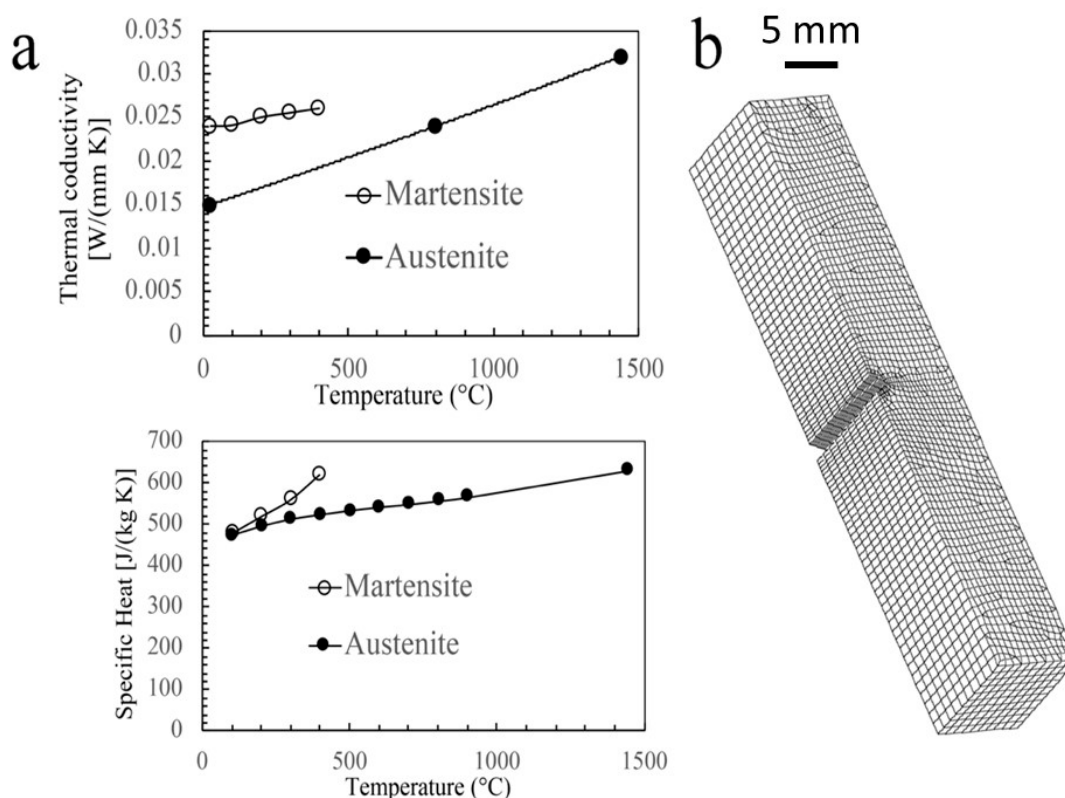 a
Thermal coductivity
[W/(mm K)]
0.035
0.03
0.025
0.02
0.015
0.01
0.005
0
Martensite
Austenite
0
500
1000
1500
Temperature (°C)
Specific Heat [J/(kg K)]
700
600
500
400
300
200
100
0
Martensite
Austenite
0
500
1000
1500
Temperature (°C)
b
5 mm